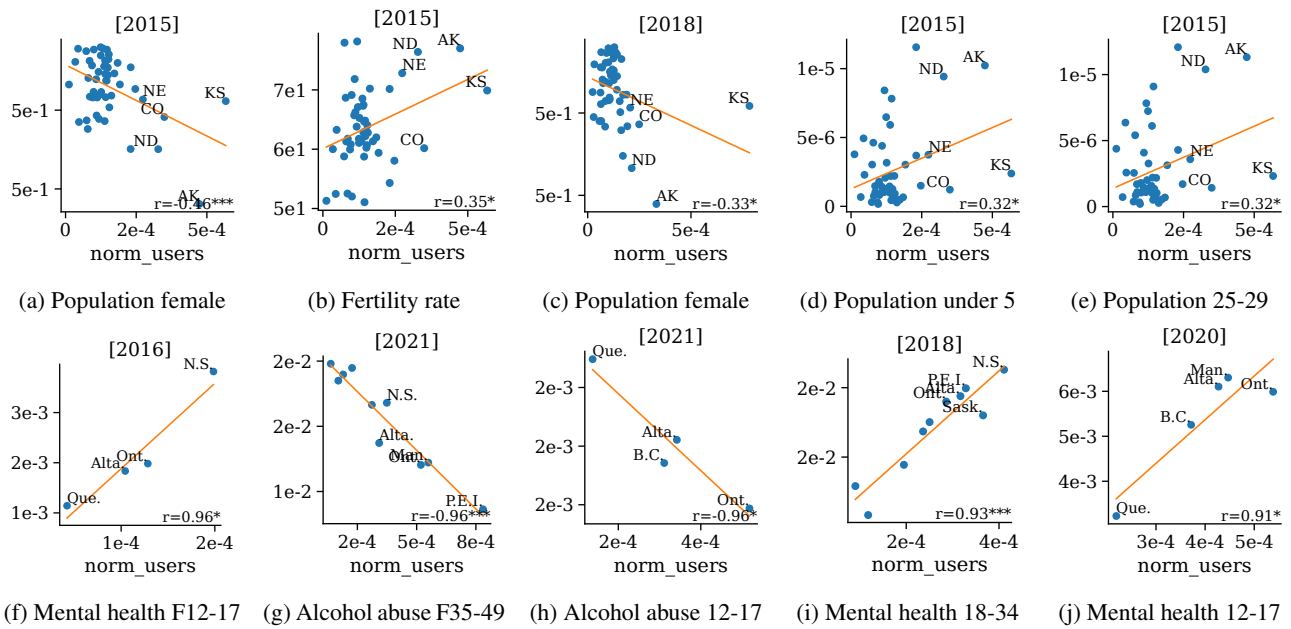 [2015]
5e-1
5e-1
NE
KS
CO
ND
AK
r=-0.46***
0
2e-4
5e-4
norm_users
(a) Population female
[2015]
7e1
6e1
5e1
ND
AK
NE
KS
CO
r=0.35*
0
2e-4
5e-4
norm_users
(b) Fertility rate
[2018]
5e-1
5e-1
NE
KS
CO
ND
AK
r=-0.33*
0
2e-4
5e-4
norm_users
(c) Population female
[2015]
1e-5
5e-6
0
ND
AK
NE
KS
CO
r=0.32*
0
2e-4
5e-4
norm_users
(d) Population under 5
[2015]
1e-5
5e-6
0
ND
AK
NE
KS
CO
r=0.32*
0
2e-4
5e-4
norm_users
(e) Population 25-29
[2016]
3e-3
2e-3
1e-3
N.S.
Ont.
Alta.
Que.
r=0.96*
1e-4
2e-4
norm_users
(f) Mental health F12-17
[2021]
2e-2
2e-2
1e-2
N.S.
Alta.
Man.
Ont.
P.E.I.
r=-0.96***
2e-4
5e-4
8e-4
norm_users
(g) Alcohol abuse F35-49
[2021]
2e-3
2e-3
2e-3
Que.
Alta.
B.C.
Ont.
r=-0.96*
2e-4
4e-4
norm_users
(h) Alcohol abuse 12-17
[2018]
2e-2
2e-2
N.S.
P.E.I.
Alta.
Ont.
Sask.
r=0.93***
2e-4
4e-4
norm_users
(i) Mental health 18-34
[2020]
6e-3
5e-3
4e-3
Man.
Alta.
Ont.
B.C.
Que.
r=0.91*
3e-4
4e-4
5e-4
norm_users
(j) Mental health 12-17